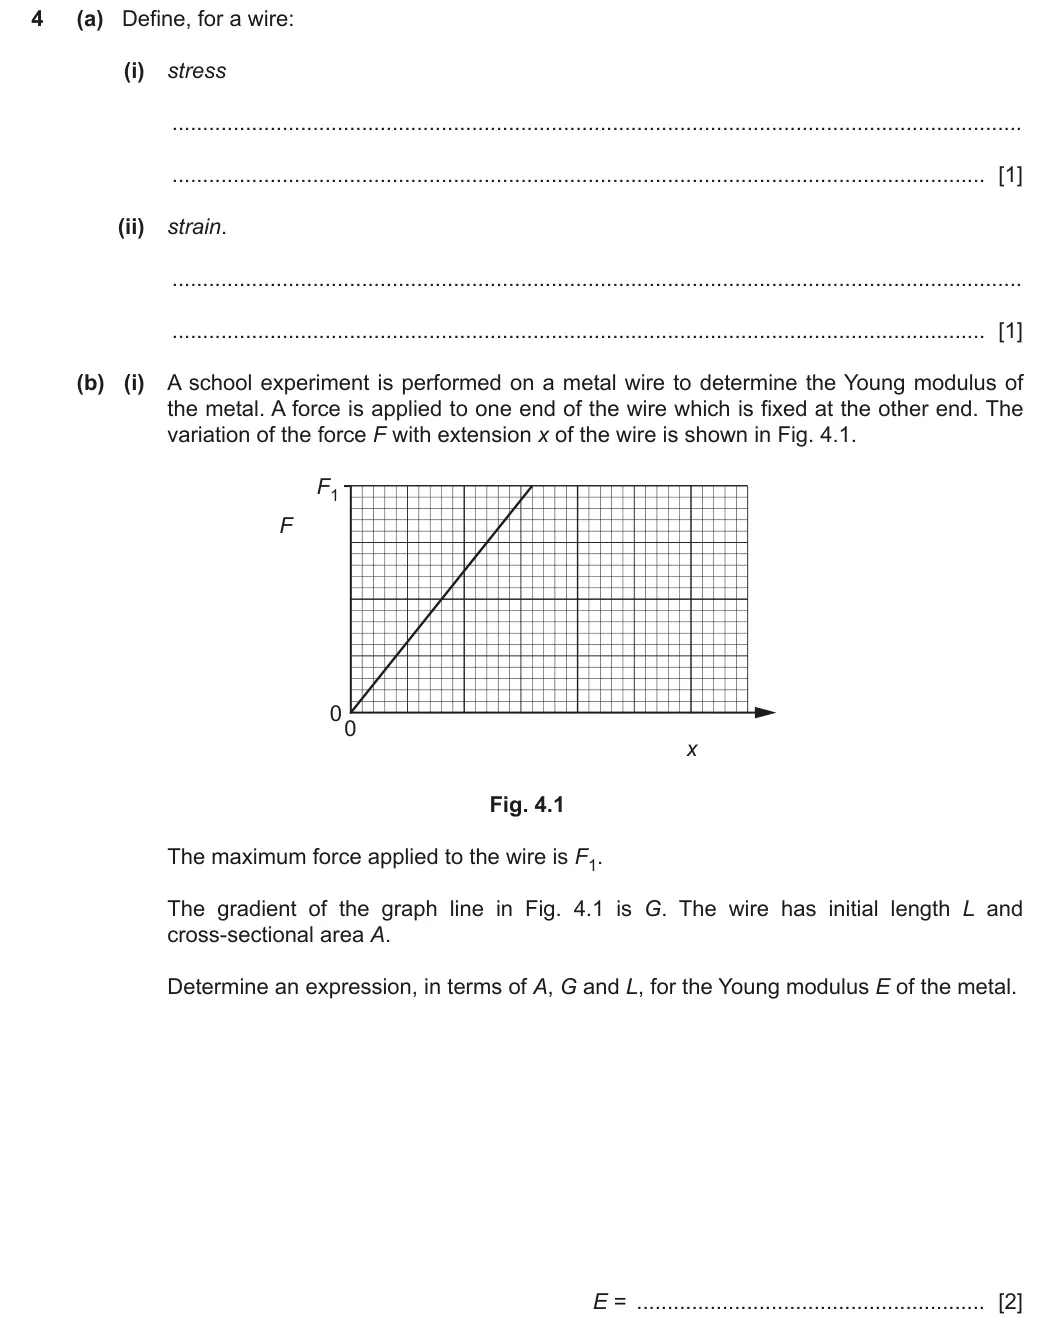 4 (a) Define, for a wire:
(i) stress
..........................................................................................................................................
.................................................................................................................................... [1]
(ii) strain.
..........................................................................................................................................
.................................................................................................................................... [1]
(b) (i) A school experiment is performed on a metal wire to determine the Young modulus of
the metal. A force is applied to one end of the wire which is fixed at the other end. The
variation of the force F with extension x of the wire is shown in Fig. 4.1.
F₁
F
0
0
x
Fig. 4.1
The maximum force applied to the wire is F₁.
The gradient of the graph line in Fig. 4.1 is G. The wire has initial length L and
cross-sectional area A.
Determine an expression, in terms of A, G and L, for the Young modulus E of the metal.
E = ......................................................... [2]